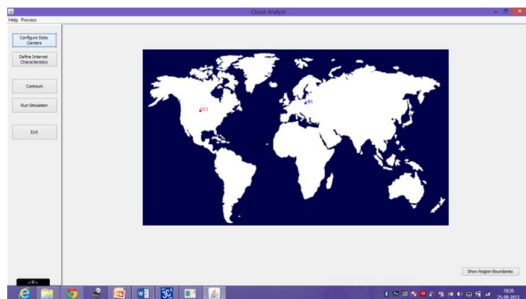 Cloud Analyst
Help Process
Configure Data
Centers
Define Internet
Characteristics
Run Simulation
Exit
Show Region Boundaries